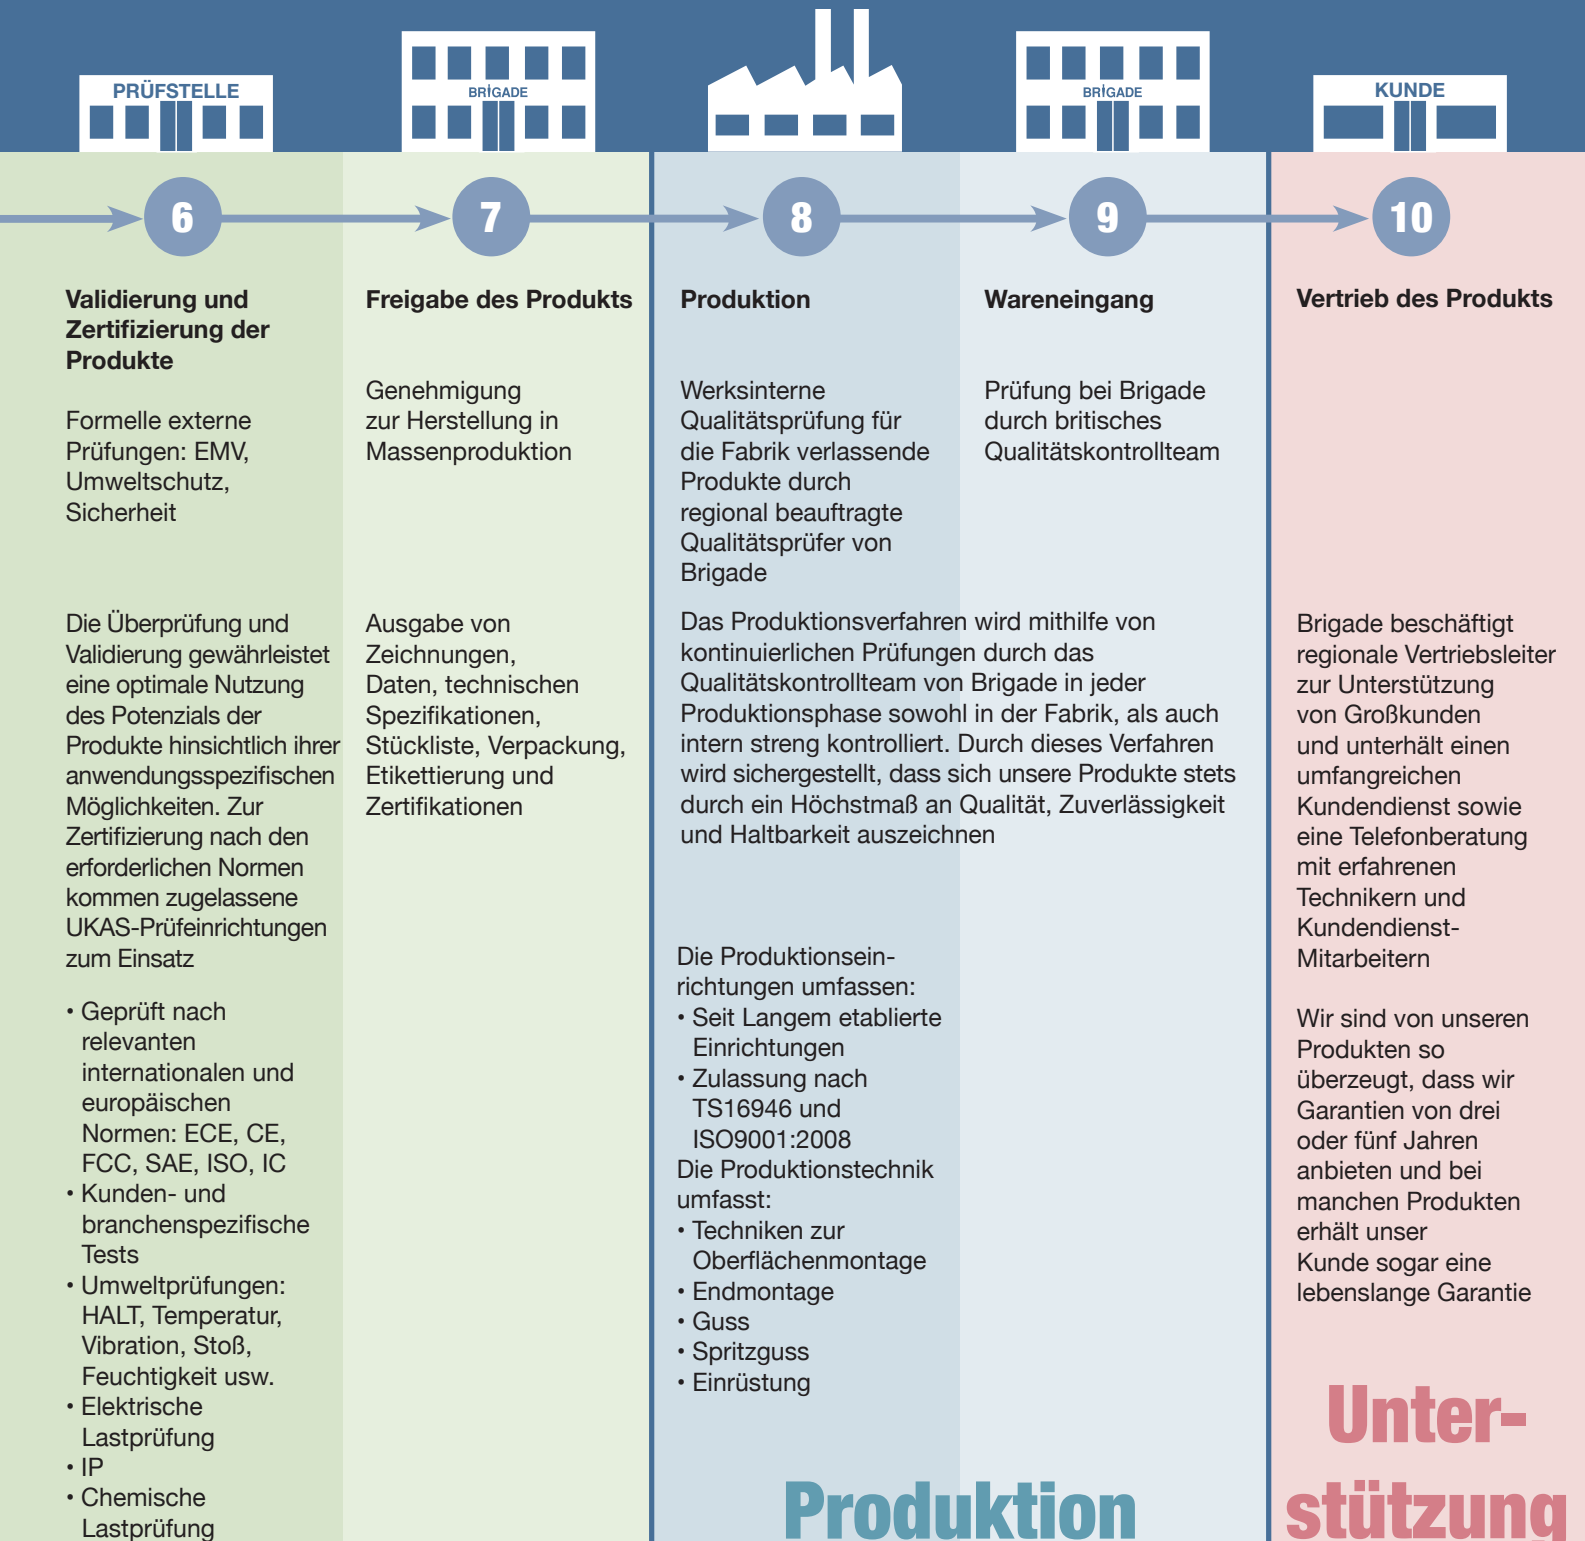 PRÜFSTELLE
BRIGADE
BRIGADE
KUNDE
6
7
8
9
10
Validierung und
Zertifizierung der
Produkte
Formelle externe
Prüfungen: EMV,
Umweltschutz,
Sicherheit
Die Überprüfung und
Validierung gewährleistet
eine optimale Nutzung
des Potenzials der
Produkte hinsichtlich ihrer
anwendungsspezifischen
Möglichkeiten. Zur
Zertifizierung nach den
erforderlichen Normen
kommen zugelassene
UKAS-Prüfeinrichtungen
zum Einsatz
• Geprüft nach
relevanten
internationalen und
europäischen
Normen: ECE, CE,
FCC, SAE, ISO, IC
• Kunden- und
branchenspezifische
Tests
• Umweltprüfungen:
HALT, Temperatur,
Vibration, Stoß,
Feuchtigkeit usw.
• Elektrische
Lastprüfung
• IP
• Chemische
Lastprüfung
Freigabe des Produkts
Genehmigung
zur Herstellung in
Massenproduktion
Ausgabe von
Zeichnungen,
Daten, technischen
Spezifikationen,
Stückliste, Verpackung,
Etikettierung und
Zertifikationen
Produktion
Werksinterne
Qualitätsprüfung für
die Fabrik verlassende
Produkte durch
regional beauftragte
Qualitätsprüfer von
Brigade
Wareneingang
Prüfung bei Brigade
durch britisches
Qualitätskontrollteam
Das Produktionsverfahren wird mithilfe von
kontinuierlichen Prüfungen durch das
Qualitätskontrollteam von Brigade in jeder
Produktionsphase sowohl in der Fabrik, als auch
intern streng kontrolliert. Durch dieses Verfahren
wird sichergestellt, dass sich unsere Produkte stets
durch ein Höchstmaß an Qualität, Zuverlässigkeit
und Haltbarkeit auszeichnen
Die Produktionsein-
richtungen umfassen:
• Seit Langem etablierte
Einrichtungen
• Zulassung nach
TS16946 und
ISO9001:2008
Die Produktionstechnik
umfasst:
• Techniken zur
Oberflächenmontage
• Endmontage
• Guss
• Spritzguss
• Einrüstung
Produktion
Vertrieb des Produkts
Brigade beschäftigt
regionale Vertriebsleiter
zur Unterstützung
von Großkunden
und unterhält einen
umfangreichen
Kundendienst sowie
eine Telefonberatung
mit erfahrenen
Technikern und
Kundendienst-
Mitarbeitern
Wir sind von unseren
Produkten so
überzeugt, dass wir
Garantien von drei
oder fünf Jahren
anbieten und bei
manchen Produkten
erhält unser
Kunde sogar eine
lebenslange Garantie
Unter-
stützung